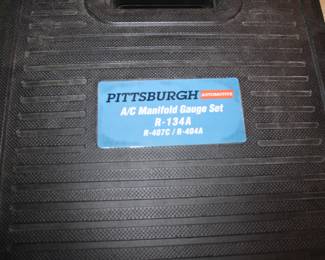 PITTSBURGH AUTOMOTIVE
A/C Manifold Gauge Set
R-134A
R-407C / R-404A